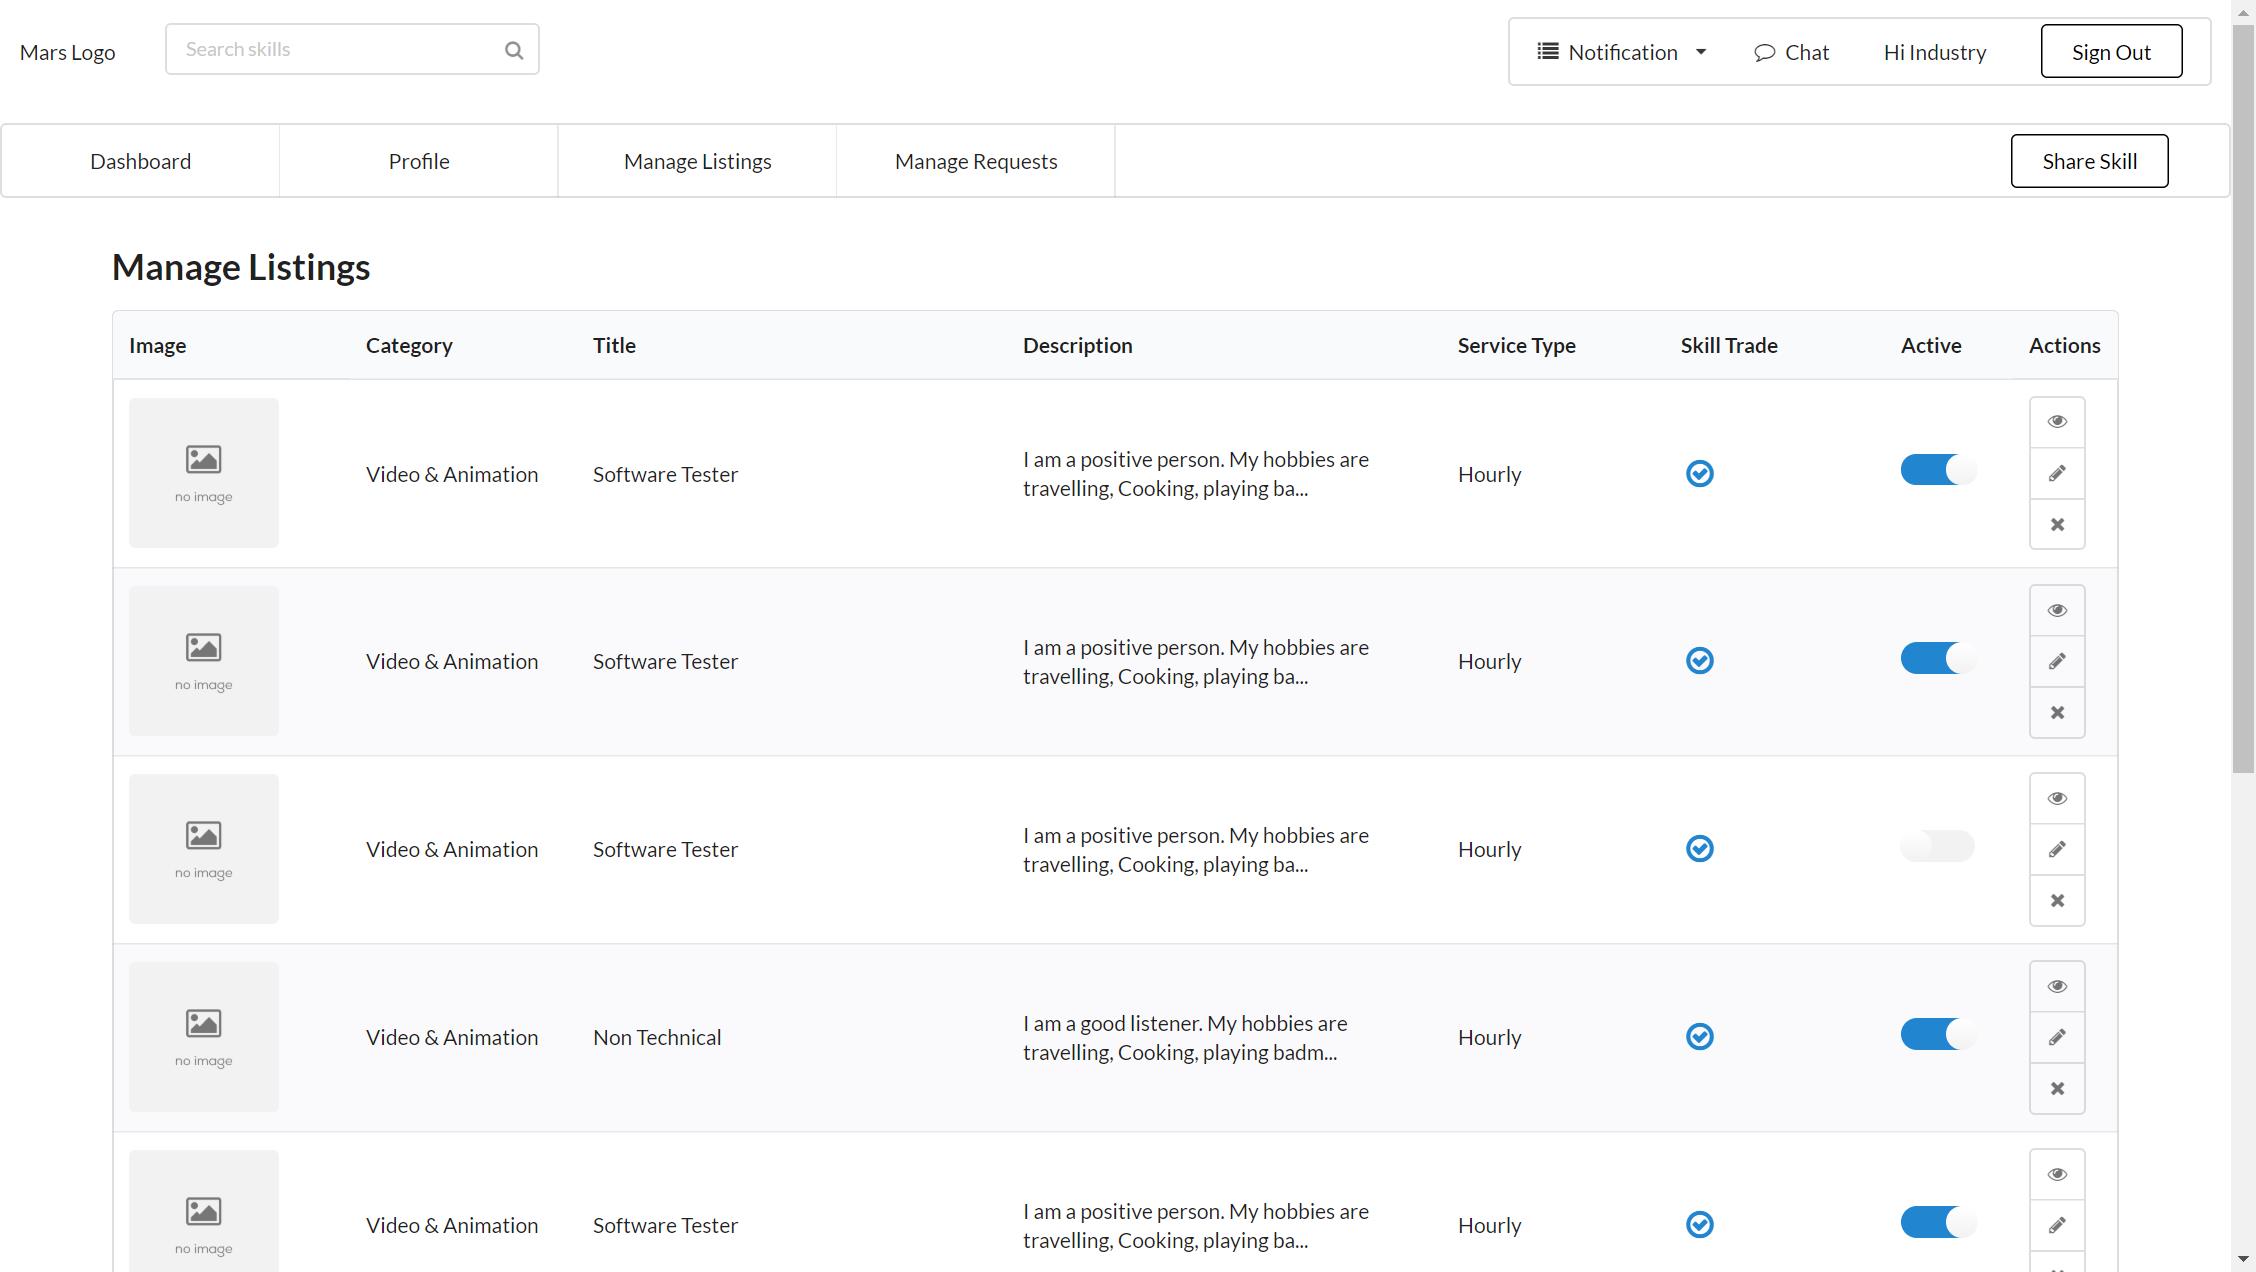 Mars Logo
Search skills
Notification
Chat
Hi Industry
Sign Out
Dashboard
Profile
Manage Listings
Manage Requests
Share Skill
Manage Listings
Image Category Title Description Service Type Skill Trade Active Actions
no image
Video & Animation
Software Tester
I am a positive person. My hobbies are
travelling, Cooking, playing ba...
Hourly
no image
Video & Animation
Software Tester
I am a positive person. My hobbies are
travelling, Cooking, playing ba...
Hourly
no image
Video & Animation
Software Tester
I am a positive person. My hobbies are
travelling, Cooking, playing ba...
Hourly
no image
Video & Animation
Non Technical
I am a good listener. My hobbies are
travelling, Cooking, playing badm...
Hourly
no image
Video & Animation
Software Tester
I am a positive person. My hobbies are
travelling, Cooking, playing ba...
Hourly